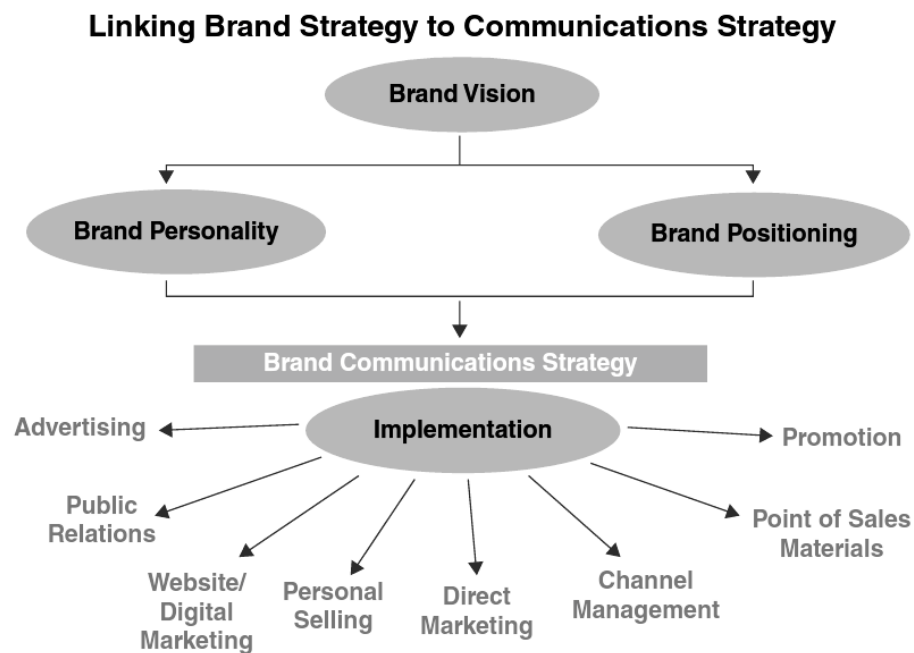 Linking Brand Strategy to Communications Strategy
Brand Vision
Brand Personality
Brand Positioning
Brand Communications Strategy
Implementation
Advertising
Promotion
Public
Relations
Point of Sales
Materials
Website/
Digital
Marketing
Personal
Selling
Direct
Marketing
Channel
Management